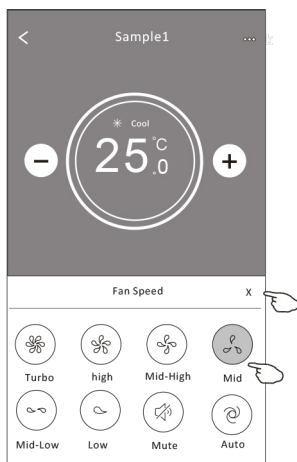 Sample1
Cool
25.0°C
Fan Speed X
Turbo high Mid-High Mid
Mid-Low Low Mute Auto